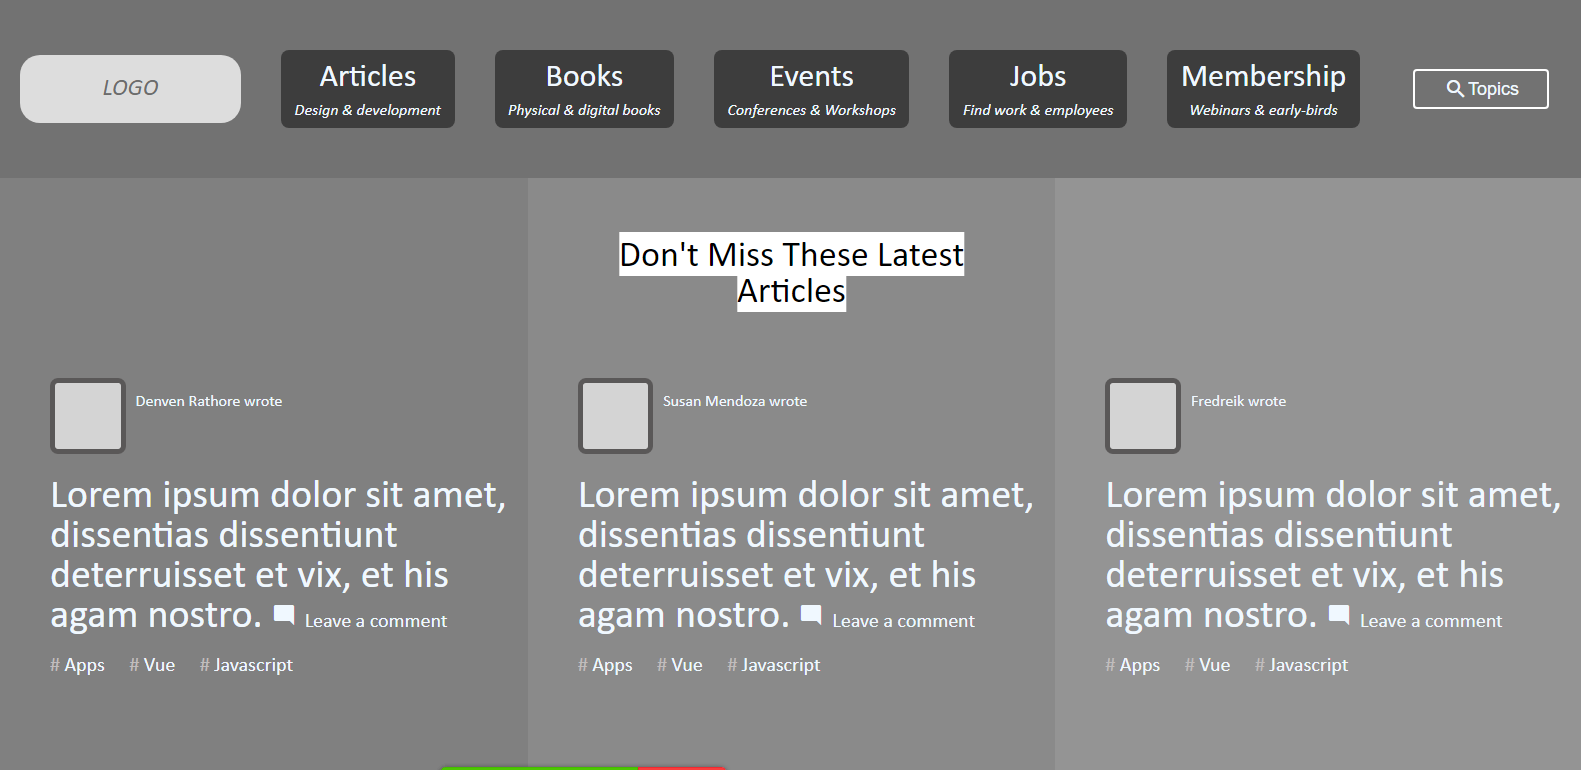 LOGO
Articles
Design & development
Books
Physical & digital books
Events
Conferences & Workshops
Jobs
Find work & employees
Membership
Webinars & early-birds
Topics
Don't Miss These Latest
Articles
Denven Rathore wrote
Lorem ipsum dolor sit amet,
dissentias dissentiunt
deterruisset et vix, et his
agam nostro. Leave a comment
# Apps # Vue # Javascript
Susan Mendoza wrote
Lorem ipsum dolor sit amet,
dissentias dissentiunt
deterruisset et vix, et his
agam nostro. Leave a comment
# Apps # Vue # Javascript
Fredreik wrote
Lorem ipsum dolor sit amet,
dissentias dissentiunt
deterruisset et vix, et his
agam nostro. Leave a comment
# Apps # Vue # Javascript